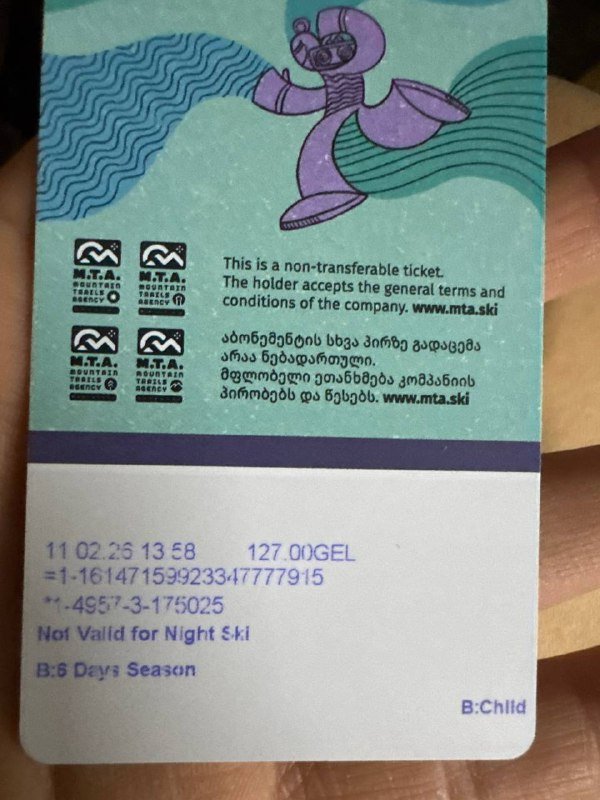 M.T.A.
MOUNTAIN
TRAILS
AGENCY
M.T.A.
MOUNTAIN
TRAILS
AGENCY
M.T.A.
MOUNTAIN
TRAILS
AGENCY
M.T.A.
MOUNTAIN
TRAILS
AGENCY
This is a non-transferable ticket.
The holder accepts the general terms and
conditions of the company. www.mta.ski
აბონემენტის სხვა პირზე გადაცემა
არაა ნებადართული.
მფლობელი ეთანხმება კომპანიის
პირობებს და წესებს. www.mta.ski
11 02.26 13 58 127.00GEL
=1-16147159923347777915
*1-4957-3-175025
Not Valid for Night Ski
B:6 Days Season
B:Child